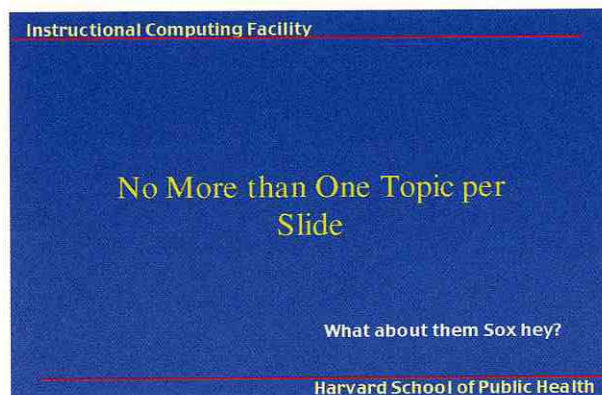 Instructional Computing Facility
No More than One Topic per
Slide
What about them Sox hey?
Harvard School of Public Health